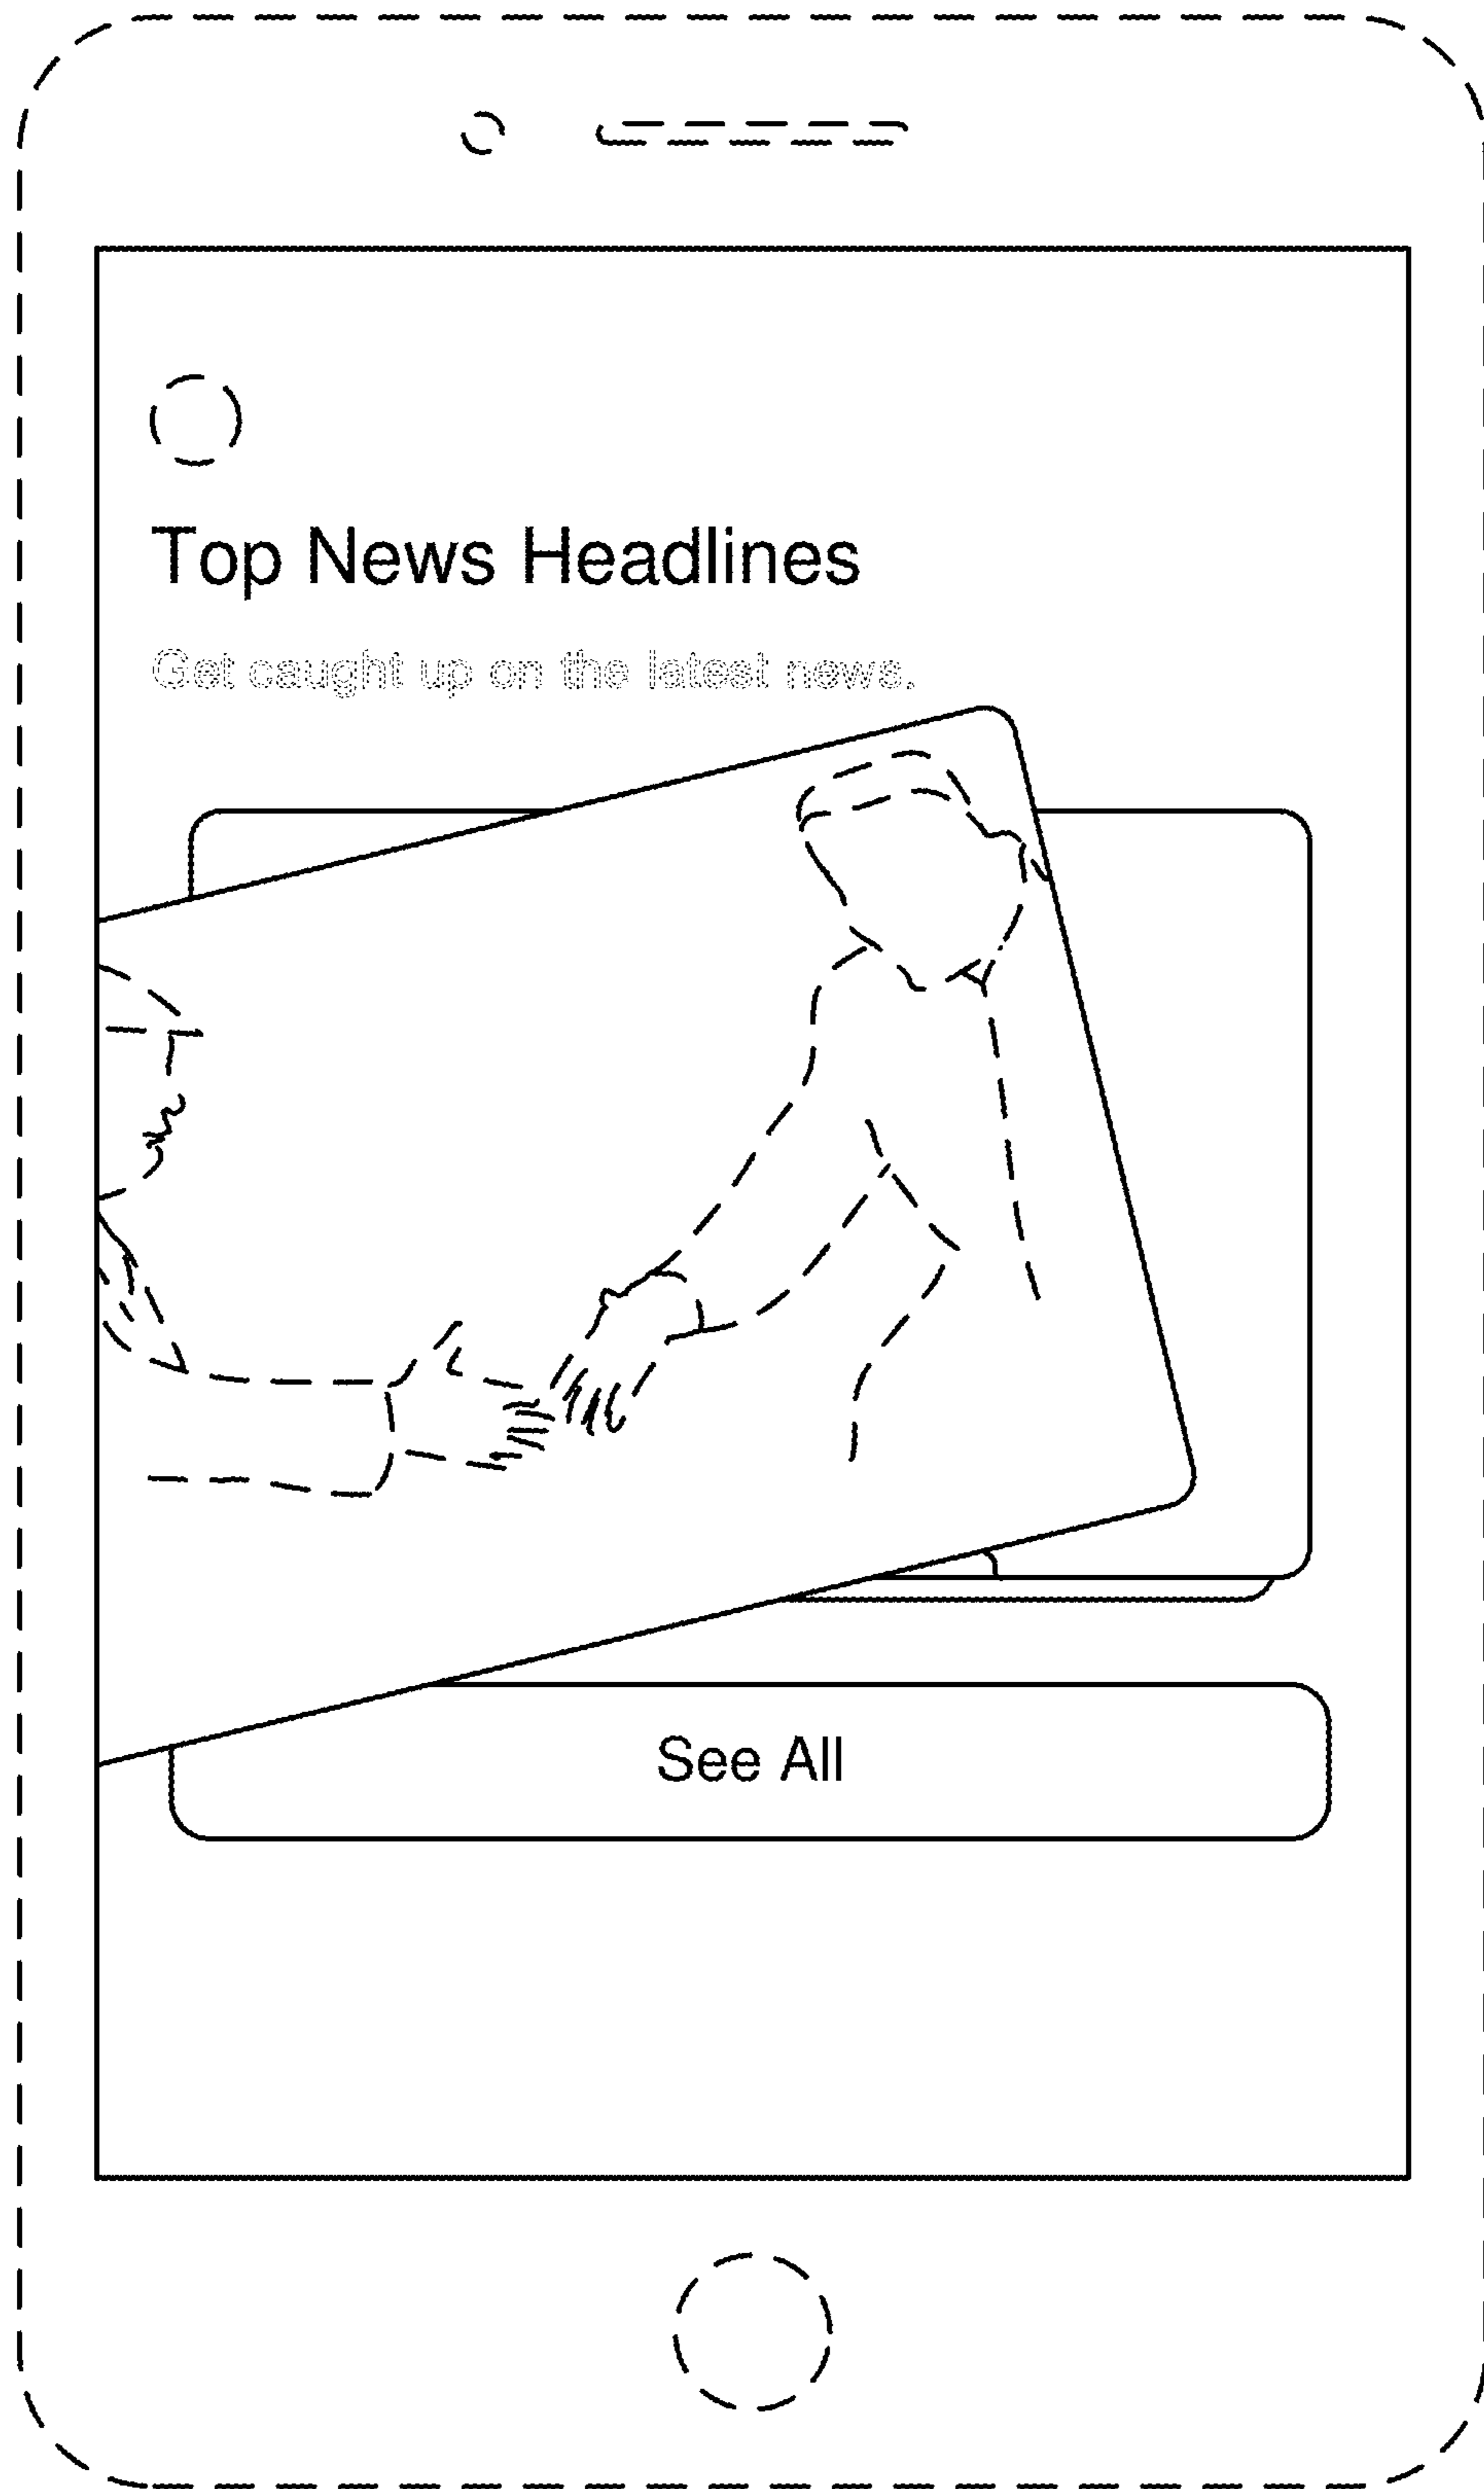 Top News Headlines
Get caught up on the latest news.
See All